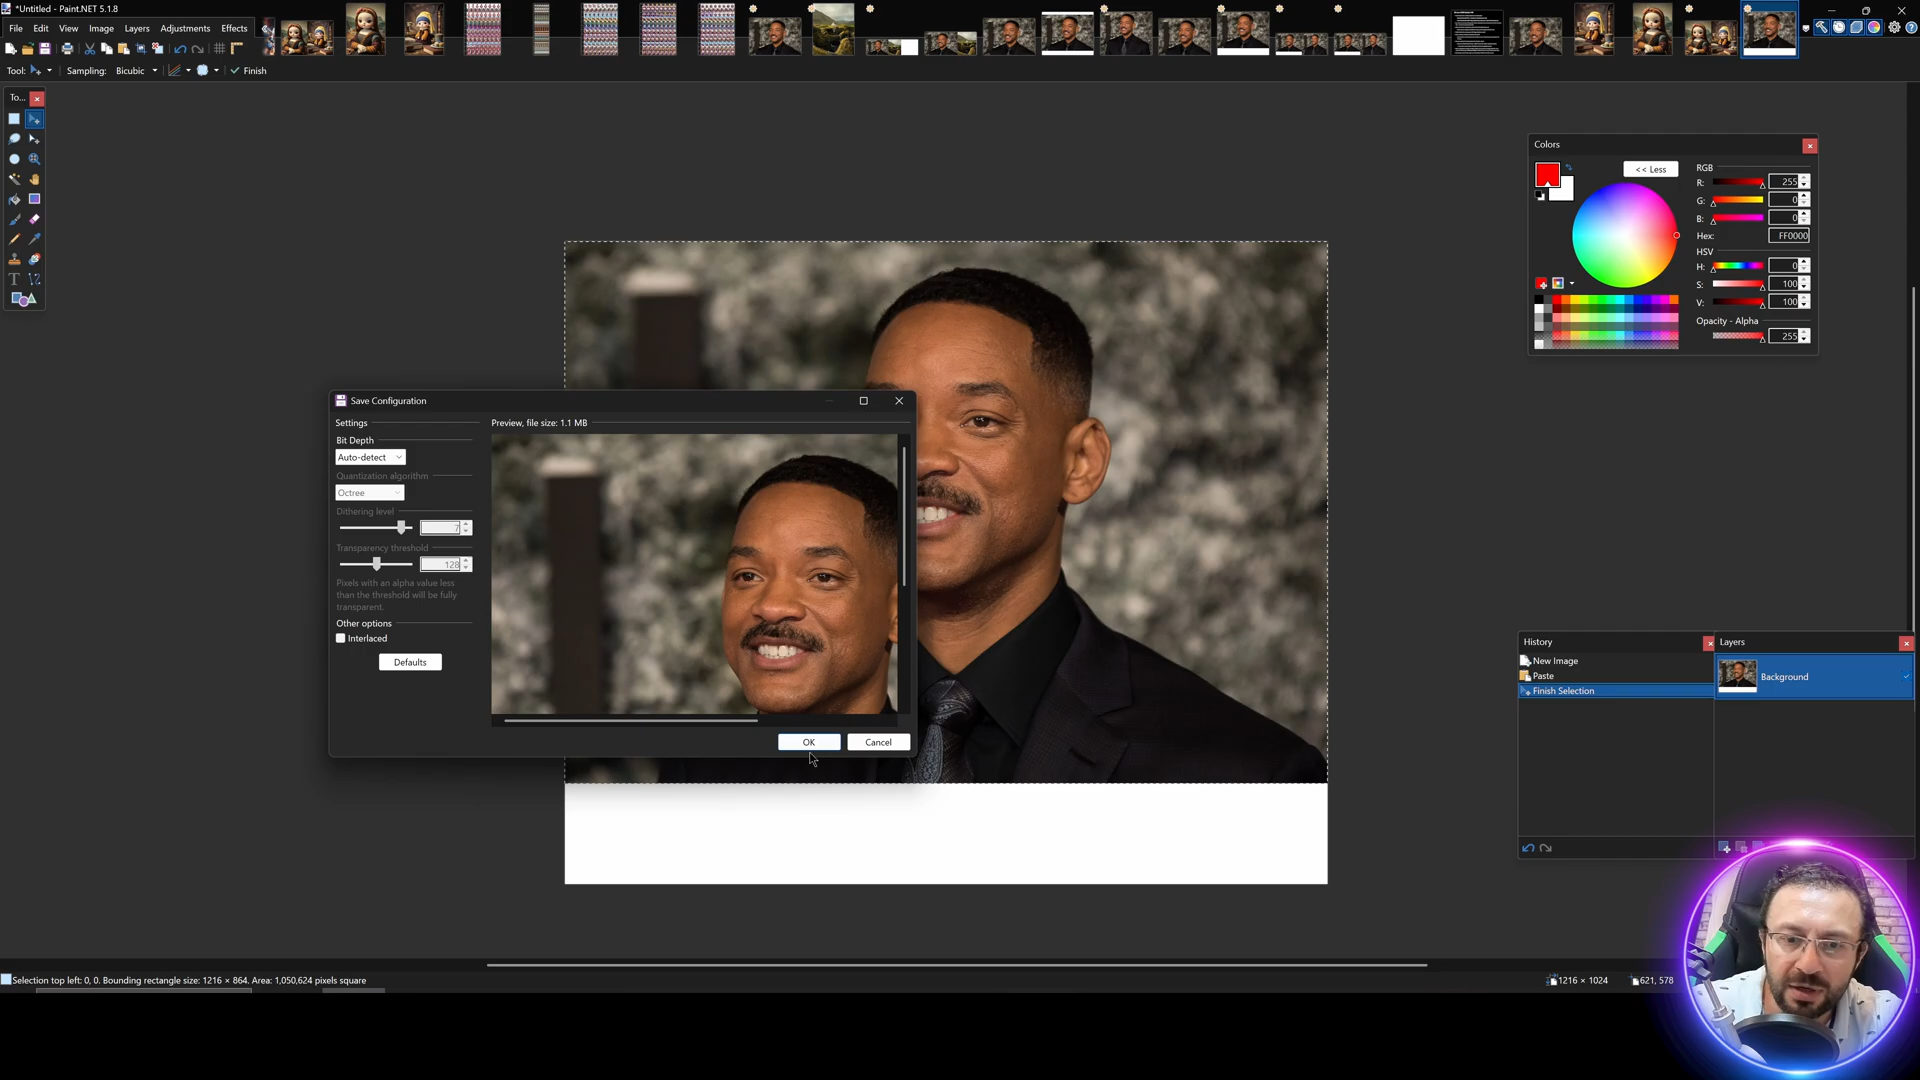 *Untitled - Paint.NET 5.1.8
File Edit View Image Layers Adjustments Effects
Tool: Sampling: Bicubic Finish
To...
Colors
<< Less
RGB
R: 255
G: 0
B: 0
Hex: FF0000
HSV
H: 0
S: 100
V: 100
Opacity - Alpha
255
Save Configuration
Settings
Preview, file size: 1.1 MB
Bit Depth
Auto-detect
Quantization algorithm
Octree
Dithering level
7
Transparency threshold
128
Pixels with an alpha value less
than the threshold will be fully
transparent.
Other options
Interlaced
Defaults
OK Cancel
History
New Image
Paste
Finish Selection
Layers
Background
Selection top left: 0, 0. Bounding rectangle size: 1216 × 864. Area: 1,050,624 pixels square
1216 × 1024
621, 578